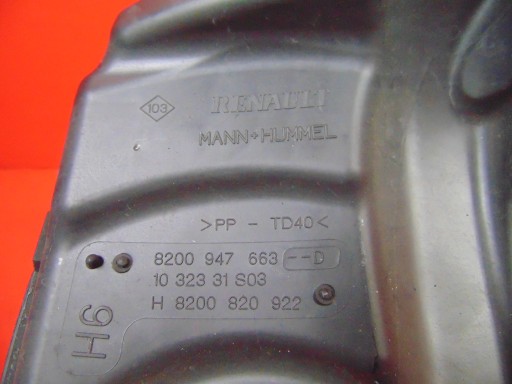 103 RENAULT
MANN+HUMMEL
>PP - TD40<
8200 947 663 --D
10 323 31 S03
H 8200 820 922
H6